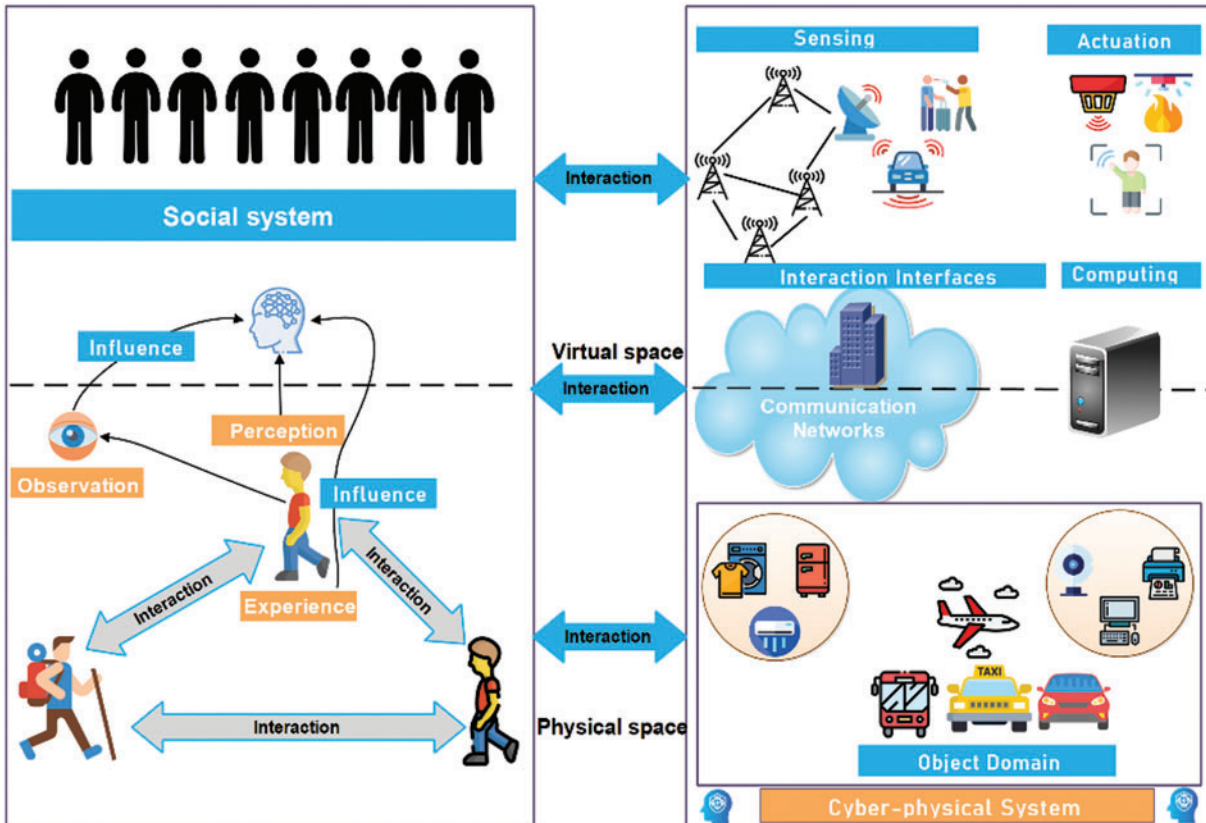 Social system
Influence
Perception
Observation
Influence
Interaction
Interaction
Experience
Interaction
Interaction
Virtual space
Interaction
Interaction
Physical space
Sensing
Actuation
Interaction Interfaces
Computing
Communication
Networks
TAXI
Object Domain
Cyber-physical System